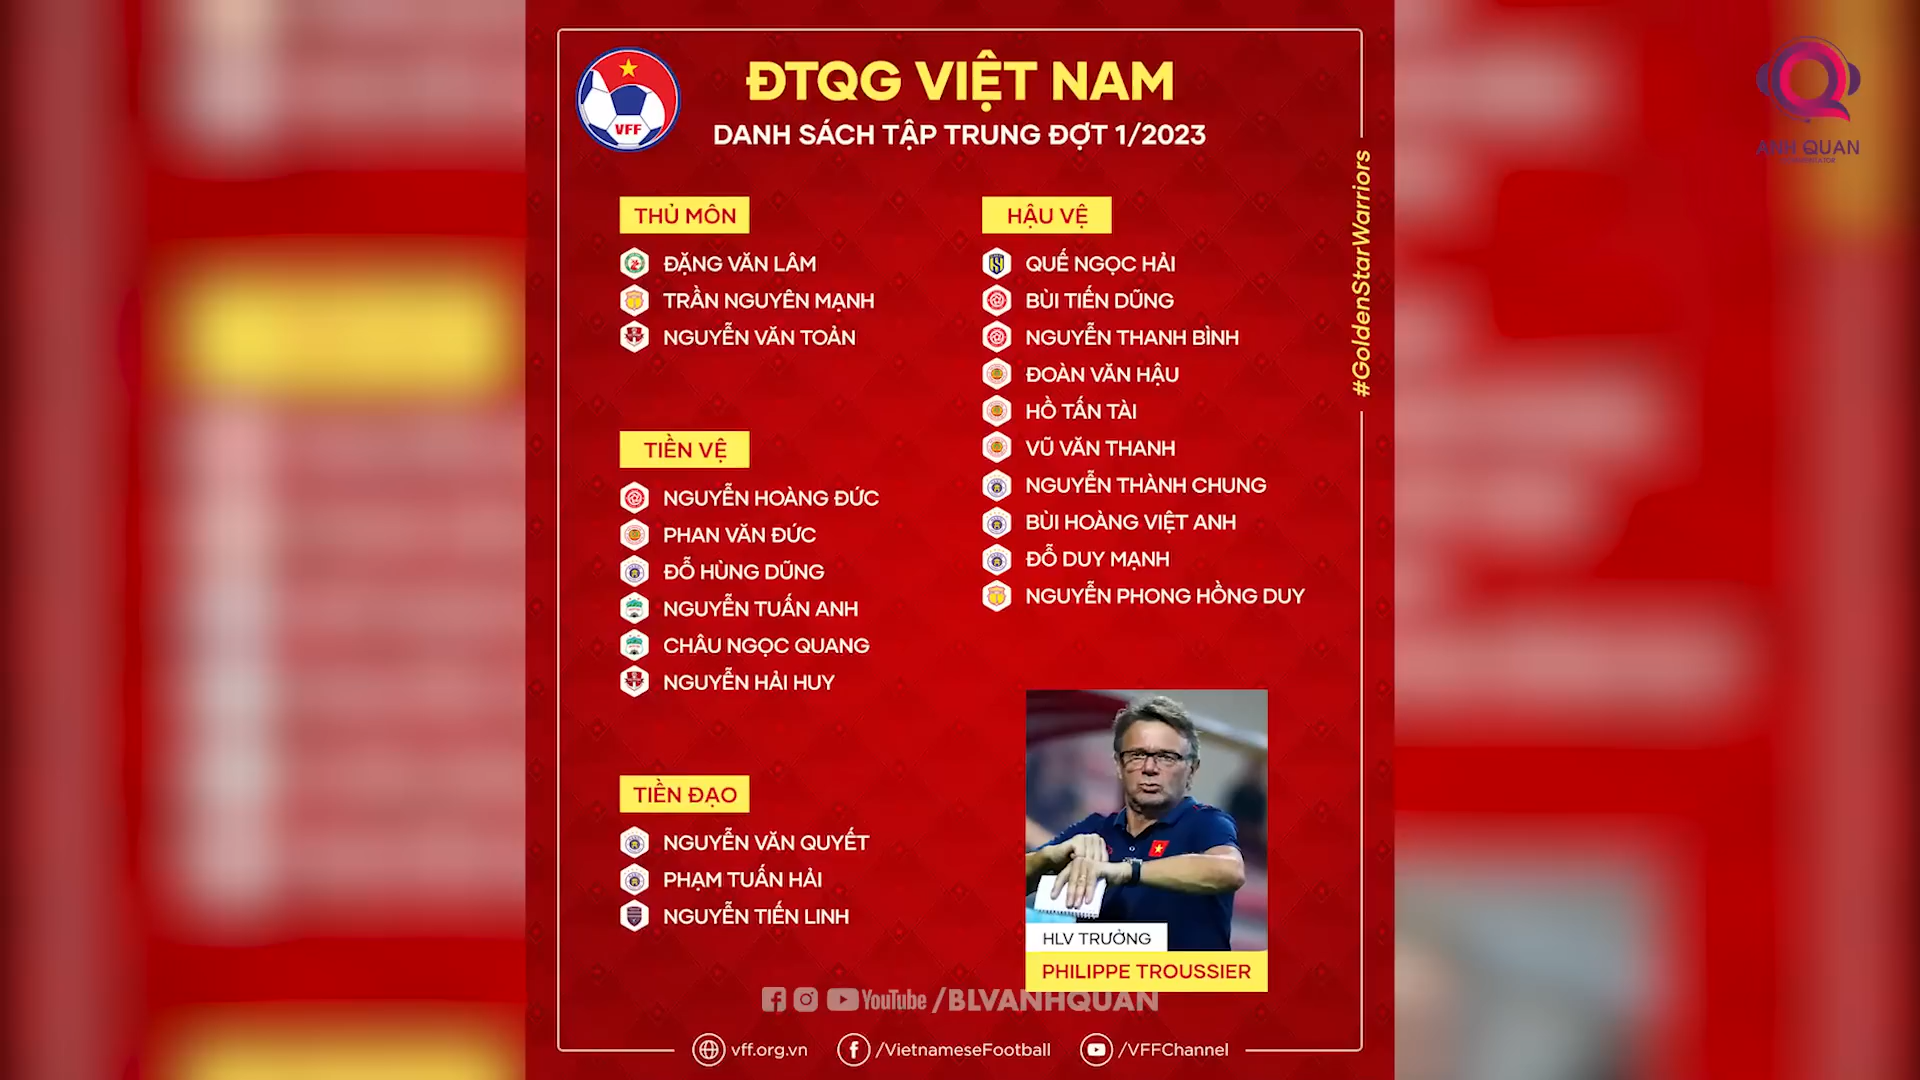 ĐTQG VIỆT NAM
DANH SÁCH TẬP TRUNG ĐỢT 1/2023
VFF
ANH QUAN
#GoldenStarWarriors
THỦ MÔN
ĐẶNG VĂN LÂM
TRẦN NGUYÊN MẠNH
NGUYỄN VĂN TOẢN
TIỀN VỆ
NGUYỄN HOÀNG ĐỨC
PHAN VĂN ĐỨC
ĐỖ HÙNG DŨNG
NGUYỄN TUẤN ANH
CHÂU NGỌC QUANG
NGUYỄN HẢI HUY
TIỀN ĐẠO
NGUYỄN VĂN QUYẾT
PHẠM TUẤN HẢI
NGUYỄN TIẾN LINH
HẬU VỆ
QUẾ NGỌC HẢI
BÙI TIẾN DŨNG
NGUYỄN THANH BÌNH
ĐOÀN VĂN HẬU
HỒ TẤN TÀI
VŨ VĂN THANH
NGUYỄN THÀNH CHUNG
BÙI HOÀNG VIỆT ANH
ĐỖ DUY MẠNH
NGUYỄN PHONG HỒNG DUY
HLV TRƯỞNG
PHILIPPE TROUSSIER
YouTube /BLVANHQUAN
vff.org.vn
/VietnameseFootball
/VFFChannel